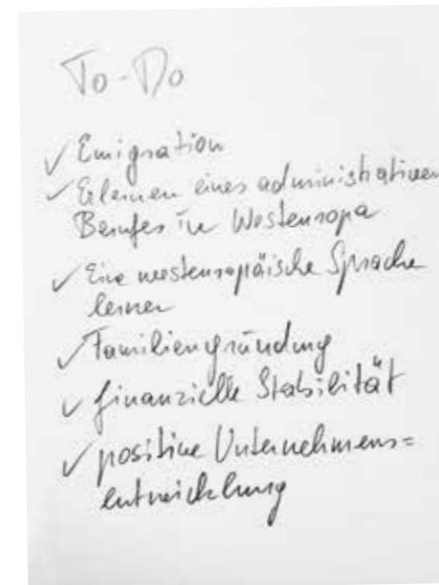 To-Do
✓ Emigration
✓ Erlernen eines administrativen
Berufes in Westeuropa
✓ Eine westeuropäische Sprache
lernen
✓ Familiengründung
✓ finanzielle Stabilität
✓ positive Unternehmens=
entwicklung